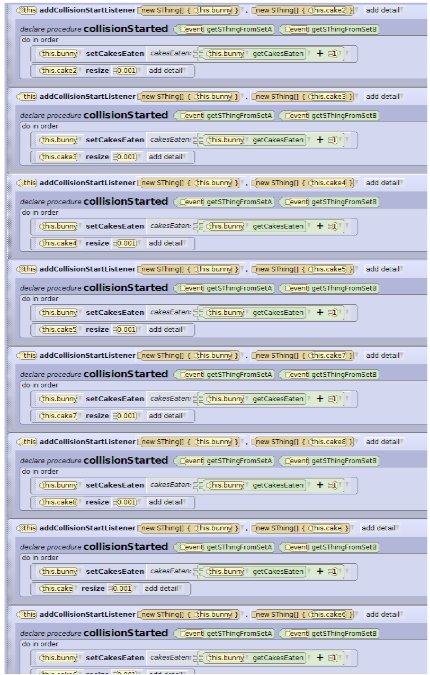 this addCollisionStartListener new SThing[] { this.bunny } , new SThing[] { this.cake2 } add detail
declare procedure collisionStarted event getSThingFromSetA event getSThingFromSetB
do in order
this.bunny setCakesEaten cakesEaten: this.bunny getCakesEaten + 1
this.cake2 resize 0.001 add detail
this addCollisionStartListener new SThing[] { this.bunny } , new SThing[] { this.cake3 } add detail
declare procedure collisionStarted event getSThingFromSetA event getSThingFromSetB
do in order
this.bunny setCakesEaten cakesEaten: this.bunny getCakesEaten + 1
this.cake3 resize 0.001 add detail
this addCollisionStartListener new SThing[] { this.bunny } , new SThing[] { this.cake4 } add detail
declare procedure collisionStarted event getSThingFromSetA event getSThingFromSetB
do in order
this.bunny setCakesEaten cakesEaten: this.bunny getCakesEaten + 1
this.cake4 resize 0.001 add detail
this addCollisionStartListener new SThing[] { this.bunny } , new SThing[] { this.cake5 } add detail
declare procedure collisionStarted event getSThingFromSetA event getSThingFromSetB
do in order
this.bunny setCakesEaten cakesEaten: this.bunny getCakesEaten + 1
this.cake5 resize 0.001 add detail
this addCollisionStartListener new SThing[] { this.bunny } , new SThing[] { this.cake7 } add detail
declare procedure collisionStarted event getSThingFromSetA event getSThingFromSetB
do in order
this.bunny setCakesEaten cakesEaten: this.bunny getCakesEaten + 1
this.cake7 resize 0.001 add detail
this addCollisionStartListener new SThing[] { this.bunny } , new SThing[] { this.cake8 } add detail
declare procedure collisionStarted event getSThingFromSetA event getSThingFromSetB
do in order
this.bunny setCakesEaten cakesEaten: this.bunny getCakesEaten + 1
this.cake8 resize 0.001 add detail
this addCollisionStartListener new SThing[] { this.bunny } , new SThing[] { this.cake } add detail
declare procedure collisionStarted event getSThingFromSetA event getSThingFromSetB
do in order
this.bunny setCakesEaten cakesEaten: this.bunny getCakesEaten + 1
this.cake resize 0.001 add detail
this addCollisionStartListener new SThing[] { this.bunny } , new SThing[] { this.cake6 } add detail
declare procedure collisionStarted event getSThingFromSetA event getSThingFromSetB
do in order
this.bunny setCakesEaten cakesEaten: this.bunny getCakesEaten + 1